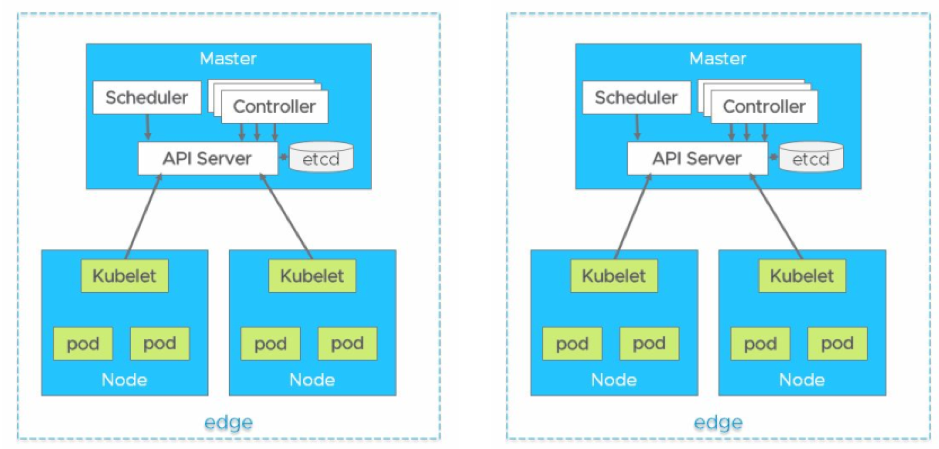 Master
Scheduler
Controller
API Server
etcd
Kubelet
Kubelet
pod
pod
pod
pod
Node
Node
edge
Master
Scheduler
Controller
API Server
etcd
Kubelet
Kubelet
pod
pod
pod
pod
Node
Node
edge